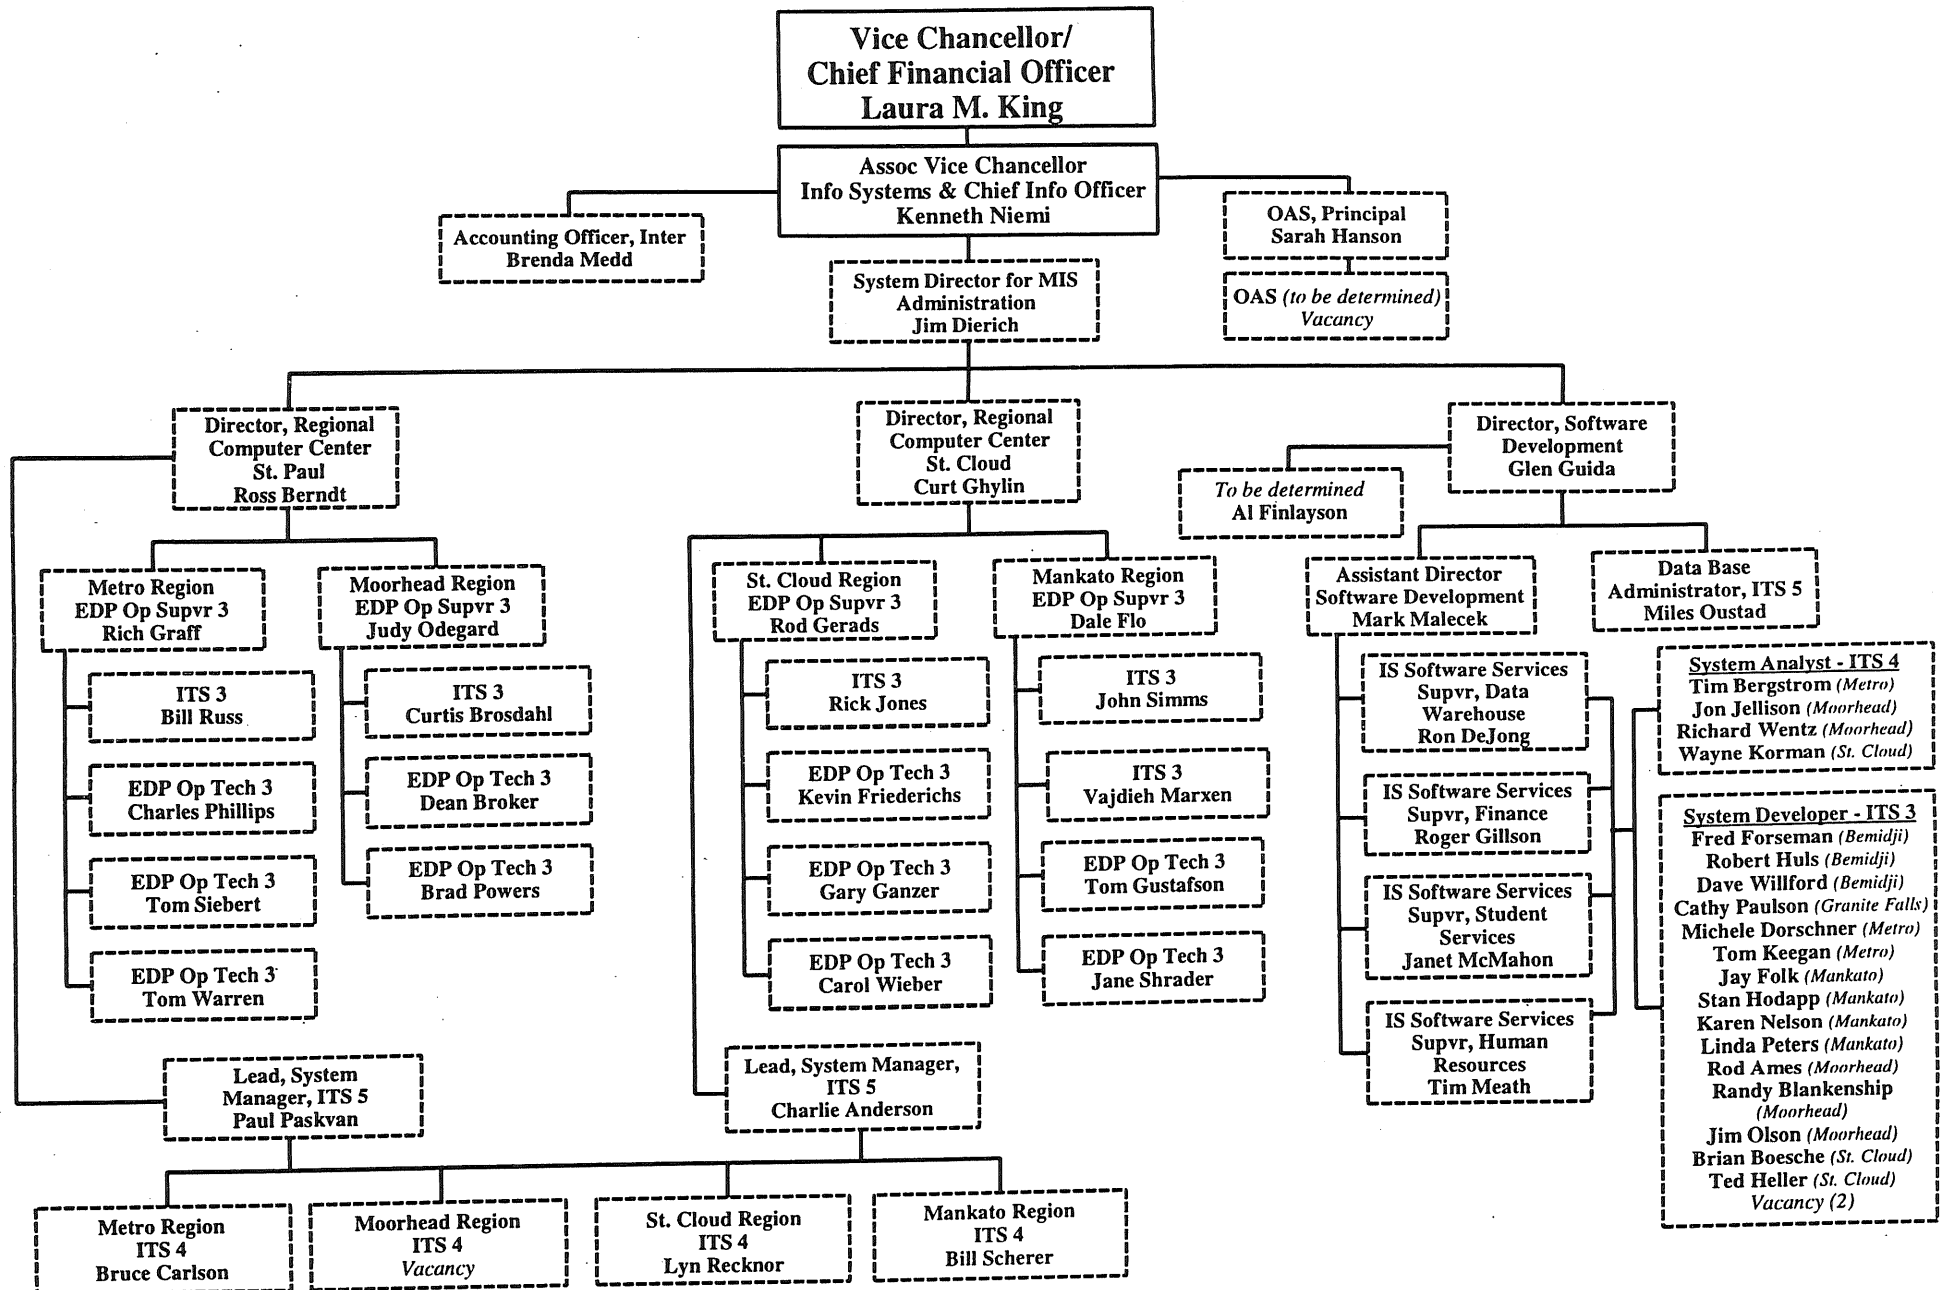 Vice Chancellor/
Chief Financial Officer
Laura M. King
Assoc Vice Chancellor
Info Systems & Chief Info Officer
Kenneth Niemi
Accounting Officer, Inter
Brenda Medd
OAS, Principal
Sarah Hanson
OAS (to be determined)
Vacancy
System Director for MIS
Administration
Jim Dierich
Director, Regional
Computer Center
St. Paul
Ross Berndt
Director, Regional
Computer Center
St. Cloud
Curt Ghylin
Director, Software
Development
Glen Guida
To be determined
Al Finlayson
Metro Region
EDP Op Supvr 3
Rich Graff
ITS 3
Bill Russ
EDP Op Tech 3
Charles Phillips
EDP Op Tech 3
Tom Siebert
EDP Op Tech 3
Tom Warren
Moorhead Region
EDP Op Supvr 3
Judy Odegard
ITS 3
Curtis Brosdahl
EDP Op Tech 3
Dean Broker
EDP Op Tech 3
Brad Powers
St. Cloud Region
EDP Op Supvr 3
Rod Gerads
ITS 3
Rick Jones
EDP Op Tech 3
Kevin Friederichs
EDP Op Tech 3
Gary Ganzer
EDP Op Tech 3
Carol Wieber
Mankato Region
EDP Op Supvr 3
Dale Flo
ITS 3
John Simms
ITS 3
Vajdieh Marxen
EDP Op Tech 3
Tom Gustafson
EDP Op Tech 3
Jane Shrader
Assistant Director
Software Development
Mark Malecek
Data Base
Administrator, ITS 5
Miles Oustad
IS Software Services
Supvr, Data
Warehouse
Ron DeJong
IS Software Services
Supvr, Finance
Roger Gillson
IS Software Services
Supvr, Student
Services
Janet McMahon
IS Software Services
Supvr, Human
Resources
Tim Meath
System Analyst - ITS 4
Tim Bergstrom (Metro)
Jon Jellison (Moorhead)
Richard Wentz (Moorhead)
Wayne Korman (St. Cloud)
System Developer - ITS 3
Fred Forseman (Bemidji)
Robert Huls (Bemidji)
Dave Willford (Bemidji)
Cathy Paulson (Granite Falls)
Michele Dorschner (Metro)
Tom Keegan (Metro)
Jay Folk (Mankato)
Stan Hodapp (Mankato)
Karen Nelson (Mankato)
Linda Peters (Mankato)
Rod Ames (Moorhead)
Randy Blankenship
(Moorhead)
Jim Olson (Moorhead)
Brian Boesche (St. Cloud)
Ted Heller (St. Cloud)
Vacancy (2)
Lead, System
Manager, ITS 5
Paul Paskvan
Lead, System Manager,
ITS 5
Charlie Anderson
Metro Region
ITS 4
Bruce Carlson
Moorhead Region
ITS 4
Vacancy
St. Cloud Region
ITS 4
Lyn Recknor
Mankato Region
ITS 4
Bill Scherer